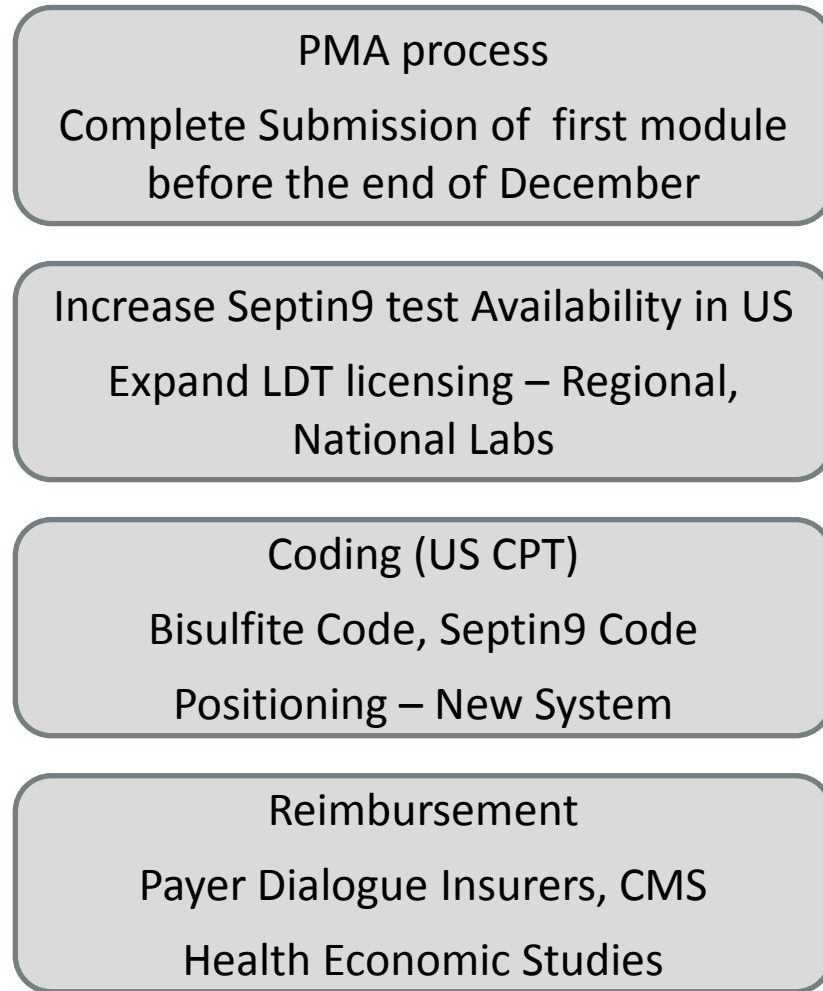 PMA process
Complete Submission of first module
before the end of December
Increase Septin9 test Availability in US
Expand LDT licensing – Regional,
National Labs
Coding (US CPT)
Bisulfite Code, Septin9 Code
Positioning – New System
Reimbursement
Payer Dialogue Insurers, CMS
Health Economic Studies